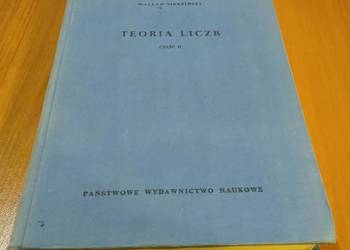 WACŁAW SIERPIŃSKI
TEORIA LICZB
CZĘŚĆ II
PAŃSTWOWE WYDAWNICTWO NAUKOWE